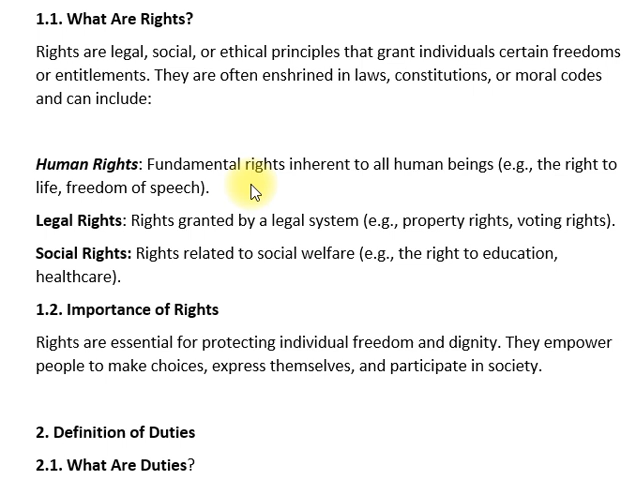 1.1. What Are Rights?
Rights are legal, social, or ethical principles that grant individuals certain freedoms
or entitlements. They are often enshrined in laws, constitutions, or moral codes
and can include:
Human Rights: Fundamental rights inherent to all human beings (e.g., the right to
life, freedom of speech).
Legal Rights: Rights granted by a legal system (e.g., property rights, voting rights).
Social Rights: Rights related to social welfare (e.g., the right to education,
healthcare).
1.2. Importance of Rights
Rights are essential for protecting individual freedom and dignity. They empower
people to make choices, express themselves, and participate in society.
2. Definition of Duties
2.1. What Are Duties?